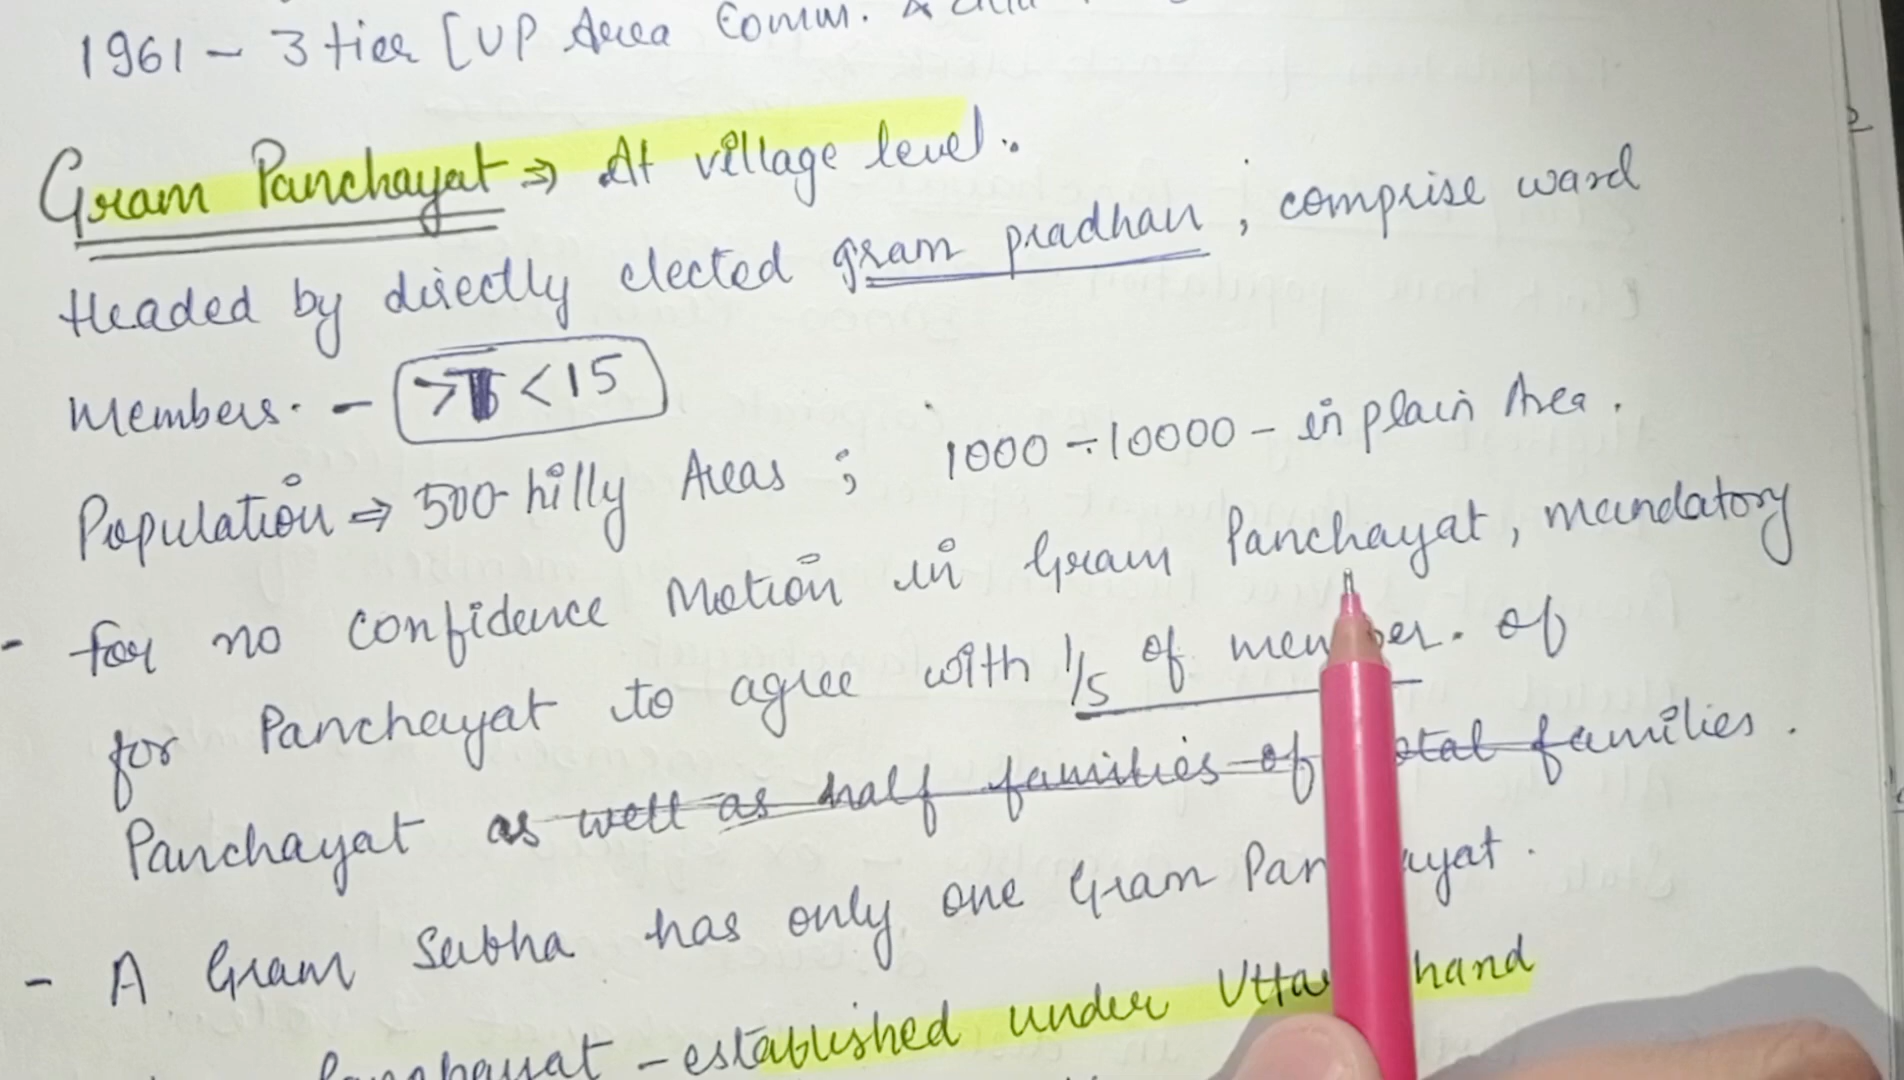 1961 - 3 tier [UP Area Comm. &
Gram Panchayat ⇒ At village level.
Headed by directly elected gram pradhan, comprise ward
members. - >5 <15
Population ⇒ 500 hilly Areas ; 1000 - 10000 - in plain Area.
- for no confidence Motion in Gram Panchayat, mandatory
for Panchayat to agree with 1/5 of member. of
Panchayat as well as half families of total families.
- A Gram Sabha has only one Gram Panchayat.
Panchayat - established under Uttarakhand